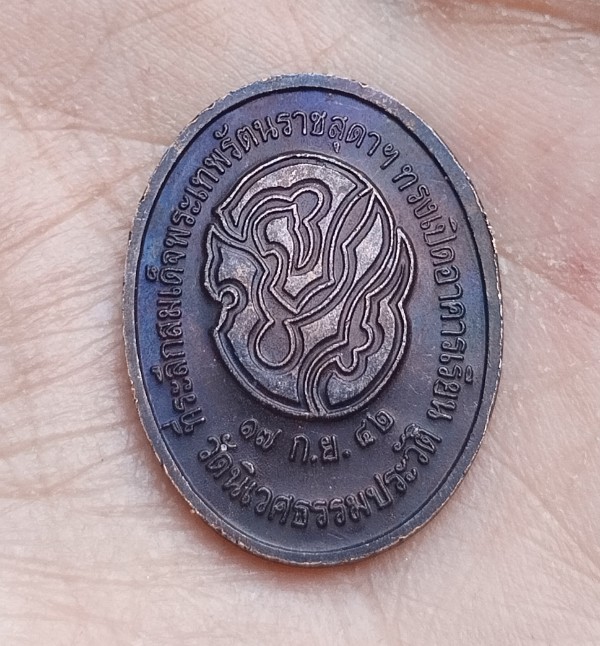 ที่ระลึกสมเด็จพระเทพรัตนราชสุดาฯ ทรงเปิดอาคารเรียน
๑๗ ก.ย. ๔๒
วัดนิเวศธรรมประวัติ